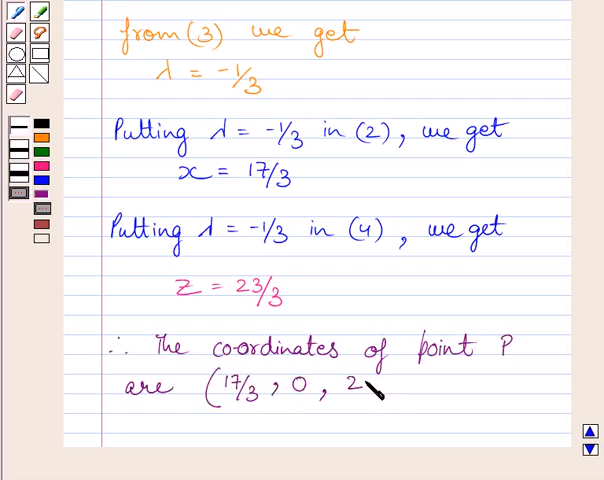 from (3) we get
λ = -1/3
Putting λ = -1/3 in (2), we get
x = 17/3
Putting λ = -1/3 in (4), we get
z = 23/3
∴ The co-ordinates of point P
are (17/3, 0, 2